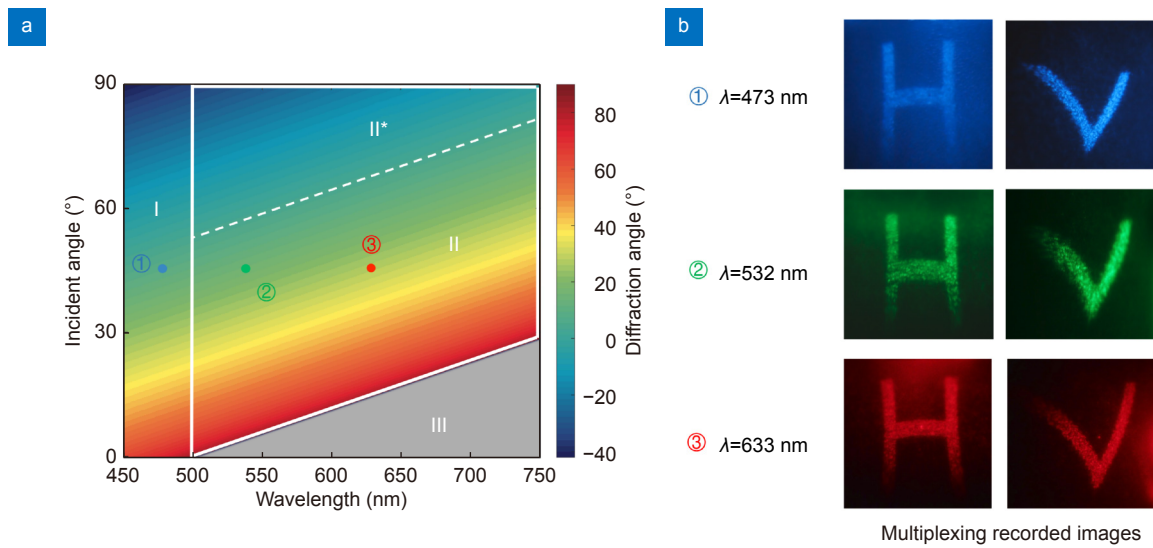 a
90
60
30
0
Incident angle (°)
450
500
550
600
650
700
750
Wavelength (nm)
I
II*
II
III
①
②
③
80
60
40
20
0
−20
−40
Diffraction angle (°)
b
① λ=473 nm
H
V
② λ=532 nm
H
V
③ λ=633 nm
H
V
Multiplexing recorded images